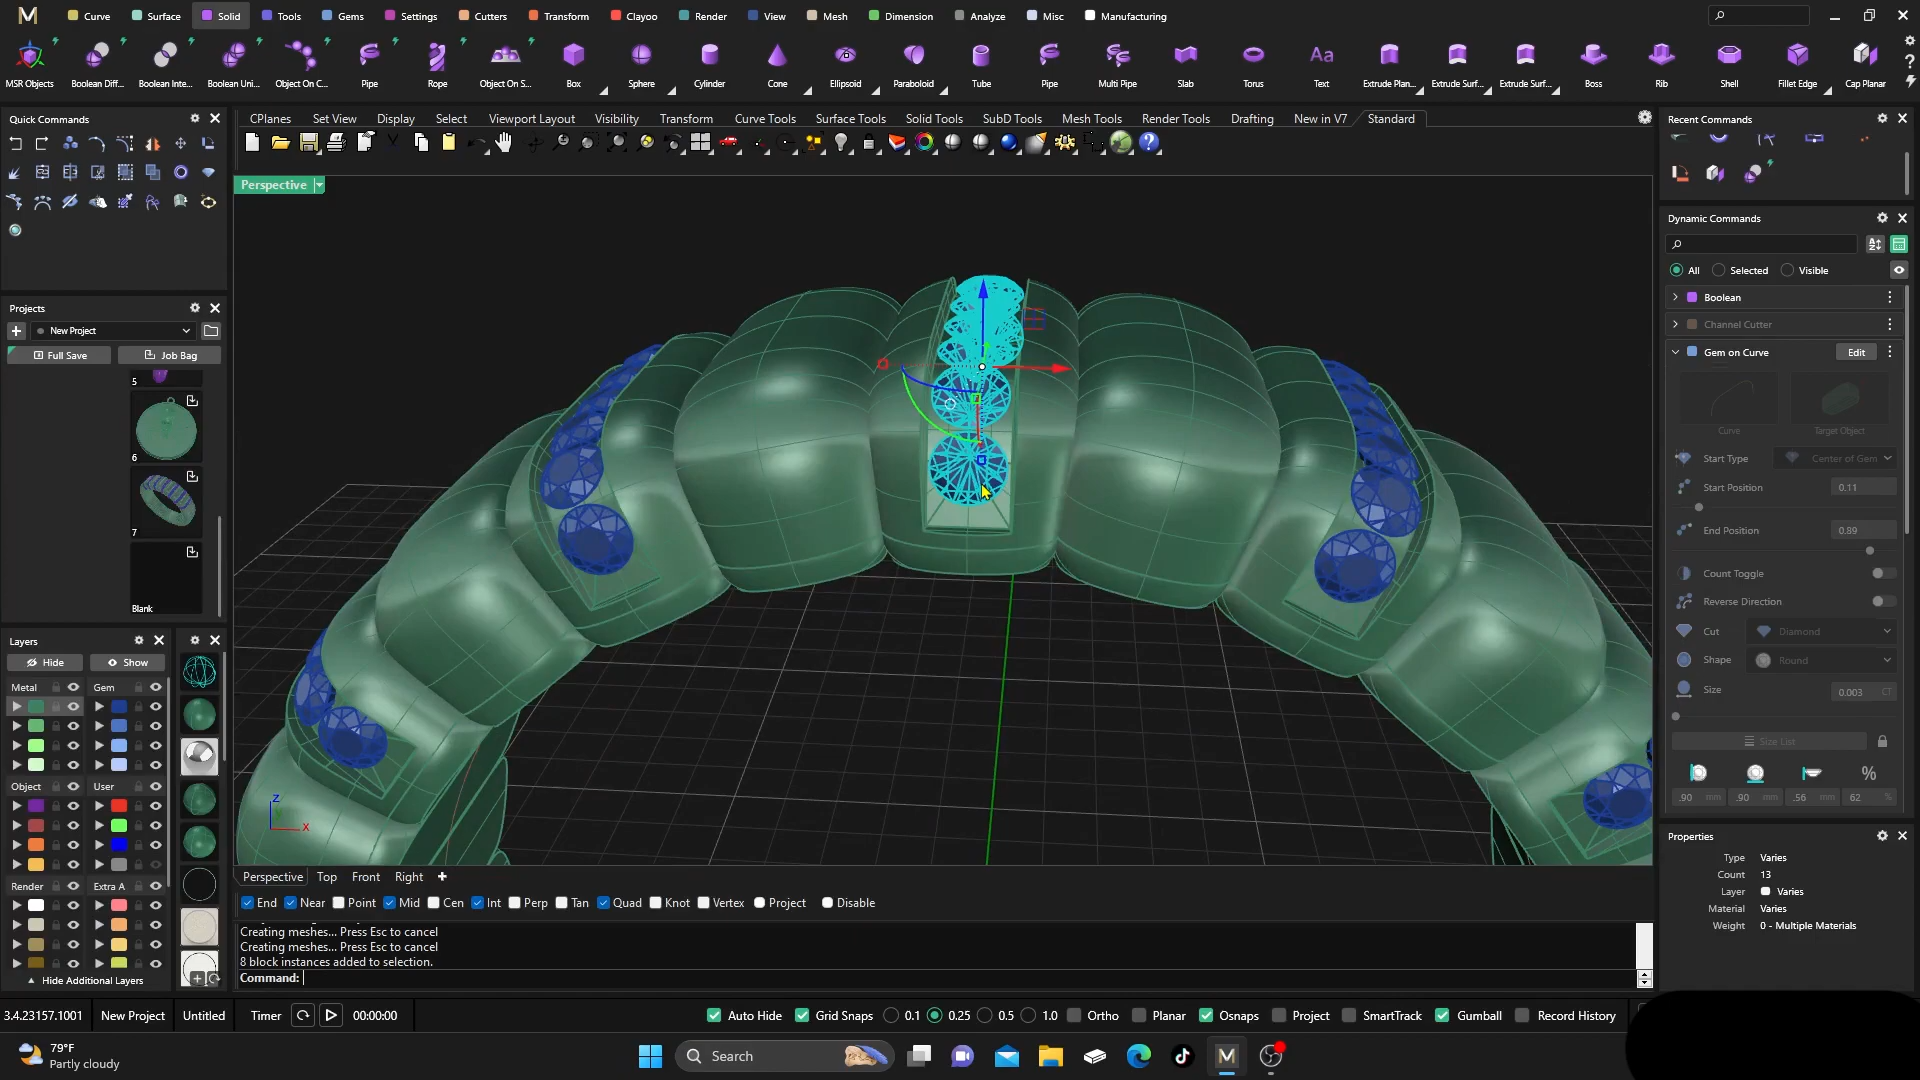 Curve
Surface
Solid
Tools
Gems
Settings
Cutters
Transform
Clayoo
Render
View
Mesh
Dimension
Analyze
Misc
Manufacturing
MSR Objects
Boolean Diff...
Boolean Inte...
Boolean Uni...
Object On C...
Pipe
Rope
Object On S...
Box
Sphere
Cylinder
Cone
Ellipsoid
Paraboloid
Tube
Pipe
Multi Pipe
Slab
Torus
Text
Extrude Plan...
Extrude Surf...
Extrude Surf...
Boss
Rib
Shell
Fillet Edge
Cap Planar
Quick Commands
CPlanes
Set View
Display
Select
Viewport Layout
Visibility
Transform
Curve Tools
Surface Tools
Solid Tools
SubD Tools
Mesh Tools
Render Tools
Drafting
New in V7
Standard
Recent Commands
Perspective
Projects
New Project
Full Save
Job Bag
5
6
7
Blank
Layers
Hide
Show
Metal
Gem
Object
User
Render
Extra A
Hide Additional Layers
z
x
Dynamic Commands
All
Selected
Visible
Boolean
Channel Cutter
Gem on Curve
Edit
Curve
Target Object
Start Type
Center of Gem
Start Position
0.11
End Position
0.89
Count Toggle
Reverse Direction
Cut
Diamond
Shape
Round
Size
0.003 CT
Size List
%
.90 mm
.90 mm
.56 mm
62 %
Properties
Type Varies
Count 13
Layer Varies
Material Varies
Weight 0 - Multiple Materials
Perspective
Top
Front
Right
End
Near
Point
Mid
Cen
Int
Perp
Tan
Quad
Knot
Vertex
Project
Disable
Creating meshes... Press Esc to cancel
Creating meshes... Press Esc to cancel
8 block instances added to selection.
Command:
3.4.23157.1001
New Project
Untitled
Timer
00:00:00
Auto Hide
Grid Snaps
0.1
0.25
0.5
1.0
Ortho
Planar
Osnaps
Project
SmartTrack
Gumball
Record History
79°F
Partly cloudy
Search